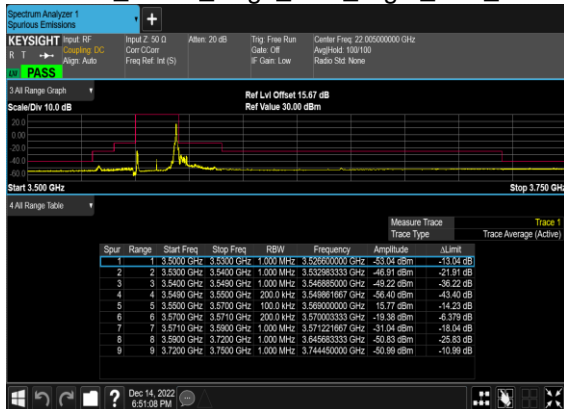 Spectrum Analyzer 1
Spurious Emissions
+
KEYSIGHT Input: RF Input Z: 50 Ω Atten: 20 dB Trig: Free Run Center Freq: 22.005000000 GHz
R T Coupling: DC Corr CCorr Gate: Off Avg|Hold: 100/100
Align: Auto Freq Ref: Int (S) IF Gain: Low Radio Std: None
PASS
3 All Range Graph Ref Lvl Offset 15.67 dB
Scale/Div 10.0 dB Ref Value 30.00 dBm
20.0
0.00
-20.0
-40.0
-60.0
Start 3.500 GHz Stop 3.750 GHz
4 All Range Table
Measure Trace Trace 1
Trace Type Trace Average (Active)
Spur Range Start Freq Stop Freq RBW Frequency Amplitude ΔLimit
1 1 3.5000 GHz 3.5300 GHz 1.000 MHz 3.526600000 GHz -53.04 dBm -13.04 dB
2 2 3.5300 GHz 3.5400 GHz 1.000 MHz 3.532983333 GHz -46.91 dBm -21.91 dB
3 3 3.5400 GHz 3.5490 GHz 1.000 MHz 3.546885000 GHz -49.22 dBm -36.22 dB
4 4 3.5490 GHz 3.5500 GHz 200.0 kHz 3.549861667 GHz -56.40 dBm -43.40 dB
5 5 3.5500 GHz 3.5700 GHz 100.0 kHz 3.569000000 GHz 15.77 dBm -14.23 dB
6 6 3.5700 GHz 3.5710 GHz 200.0 kHz 3.570003333 GHz -19.38 dBm -6.379 dB
7 7 3.5710 GHz 3.5900 GHz 1.000 MHz 3.571221667 GHz -31.04 dBm -18.04 dB
8 8 3.5900 GHz 3.7200 GHz 1.000 MHz 3.645683333 GHz -50.83 dBm -25.83 dB
9 9 3.7200 GHz 3.7500 GHz 1.000 MHz 3.744450000 GHz -50.99 dBm -10.99 dB
? Dec 14, 2022
6:51:08 PM